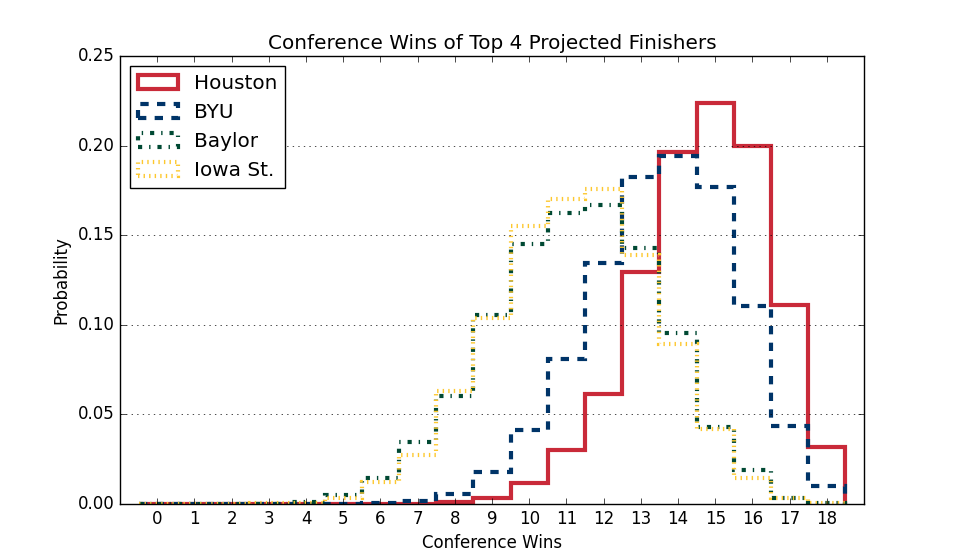 Conference Wins of Top 4 Projected Finishers
0.25
0.20
0.15
0.10
0.05
0.00
Probability
Houston
BYU
Baylor
Iowa St.
0 1 2 3 4 5 6 7 8 9 10 11 12 13 14 15 16 17 18
Conference Wins